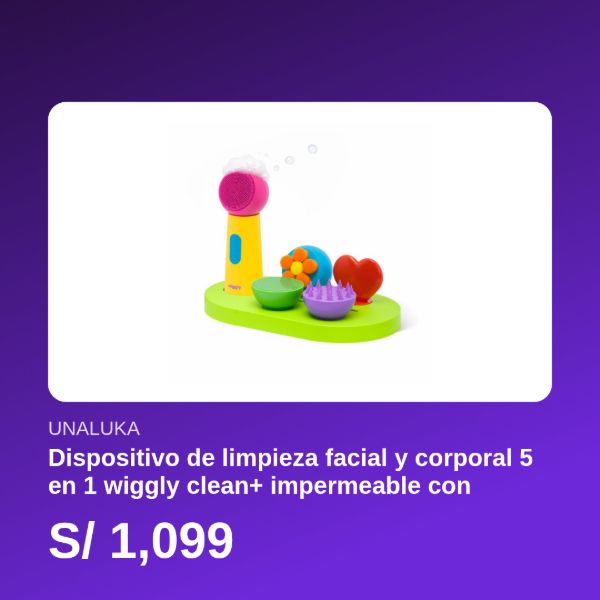 UNALUKA
Dispositivo de limpieza facial y corporal 5
en 1 wiggly clean+ impermeable con
S/ 1,099